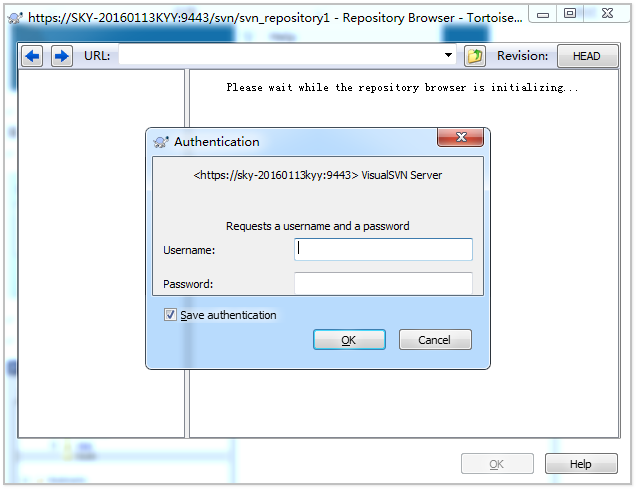 https://SKY-20160113KYY:9443/svn/svn_repository1 - Repository Browser - Tortoise...
URL:
Revision:
HEAD
Please wait while the repository browser is initializing...
Authentication
<https://sky-20160113kyy:9443> VisualSVN Server
Requests a username and a password
Username:
Password:
Save authentication
OK
Cancel
OK
Help